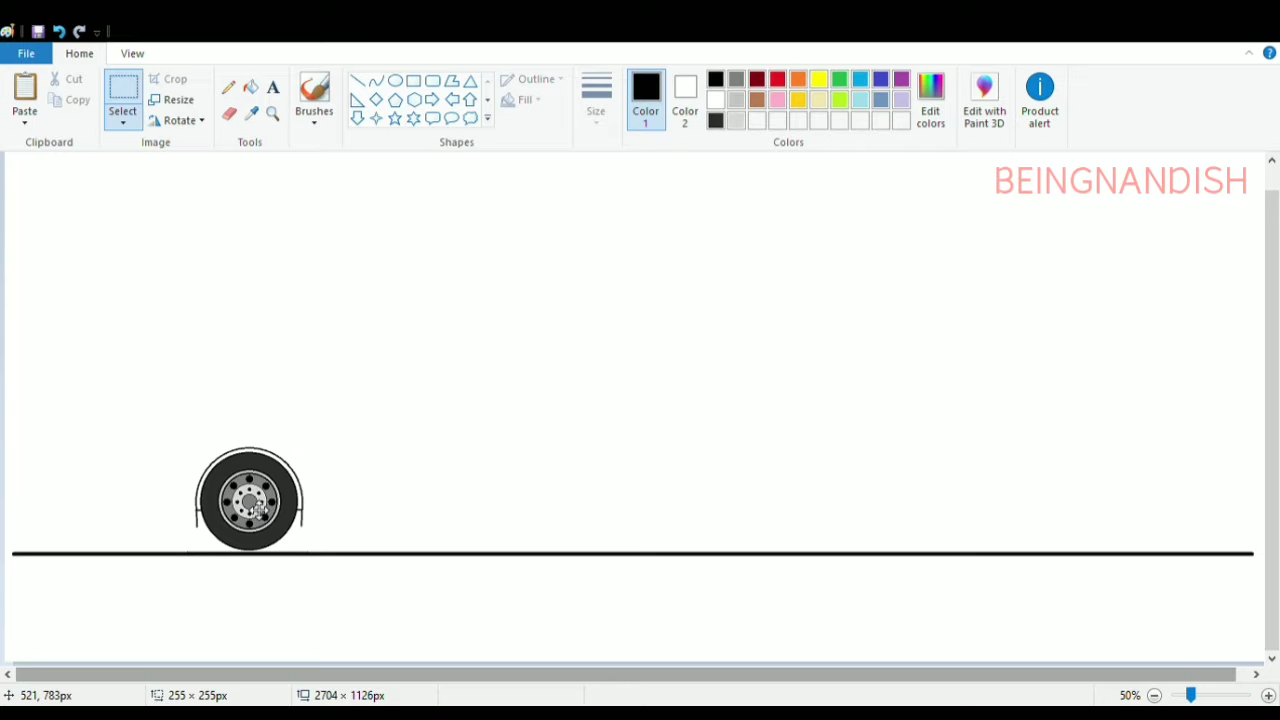 File Home View
Paste Cut Copy Clipboard
Select Crop Resize Rotate Image
Tools
Brushes
Shapes Outline Fill
Size
Color 1 Color 2 Edit colors Colors
Edit with Paint 3D
Product alert
BEINGNANDISH
521, 783px 255 × 255px 2704 × 1126px 50%